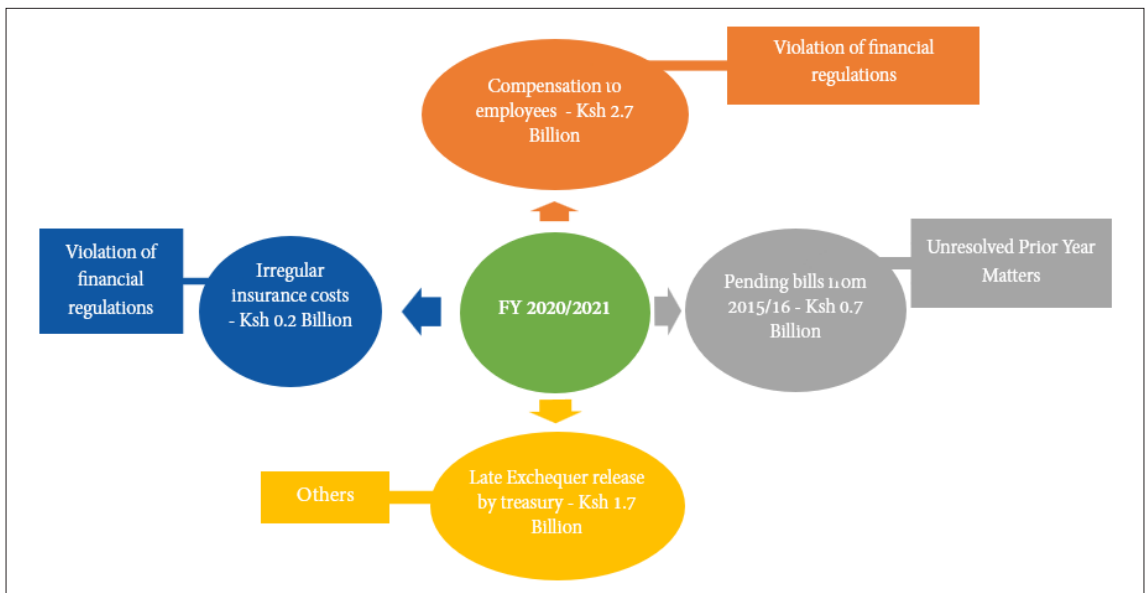 Violation of financial
regulations
Compensation to
employees - Ksh 2.7
Billion
Violation of
financial
regulations
Irregular
insurance costs
- Ksh 0.2 Billion
FY 2020/2021
Pending bills from
2015/16 - Ksh 0.7
Billion
Unresolved Prior Year
Matters
Others
Late Exchequer release
by treasury - Ksh 1.7
Billion